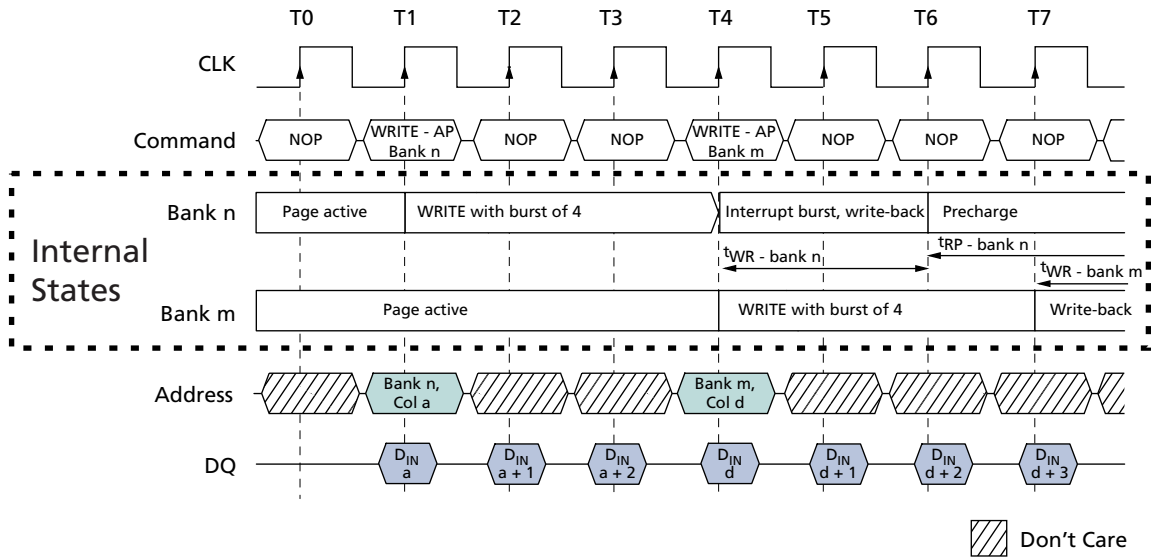 T0 T1 T2 T3 T4 T5 T6 T7
CLK
Command NOP WRITE - AP Bank n NOP NOP WRITE - AP Bank m NOP NOP NOP
Bank n Page active WRITE with burst of 4 Interrupt burst, write-back Precharge
tWR - bank n tRP - bank n
tWR - bank m
Internal
States
Bank m Page active WRITE with burst of 4 Write-back
Address Bank n, Col a Bank m, Col d
DQ DIN a DIN a + 1 DIN a + 2 DIN d DIN d + 1 DIN d + 2 DIN d + 3
Don't Care